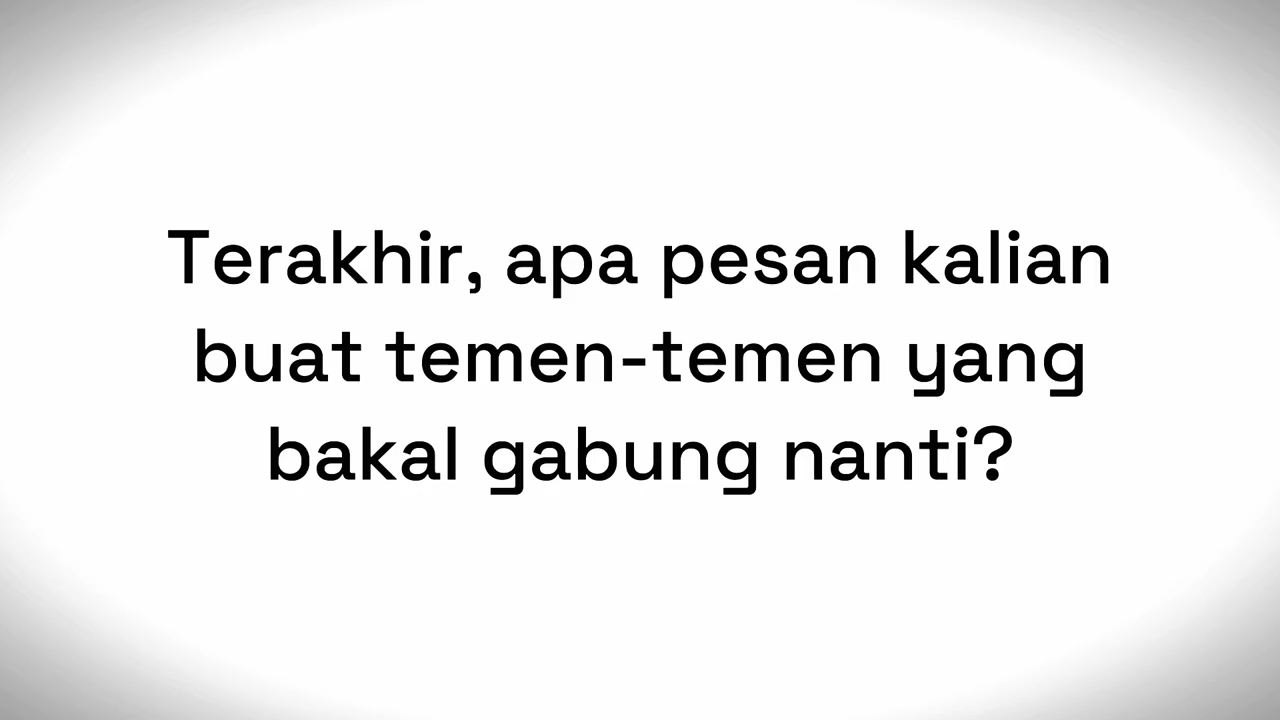 Terakhir, apa pesan kalian
buat temen-temen yang
bakal gabung nanti?